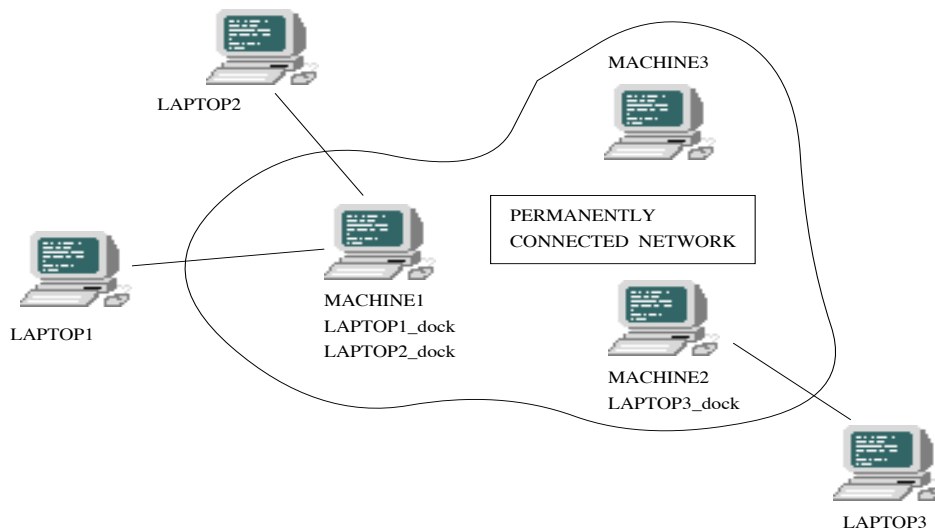 MACHINE3
LAPTOP2
PERMANENTLY
CONNECTED NETWORK
MACHINE1
LAPTOP1_dock
LAPTOP2_dock
LAPTOP1
MACHINE2
LAPTOP3_dock
LAPTOP3